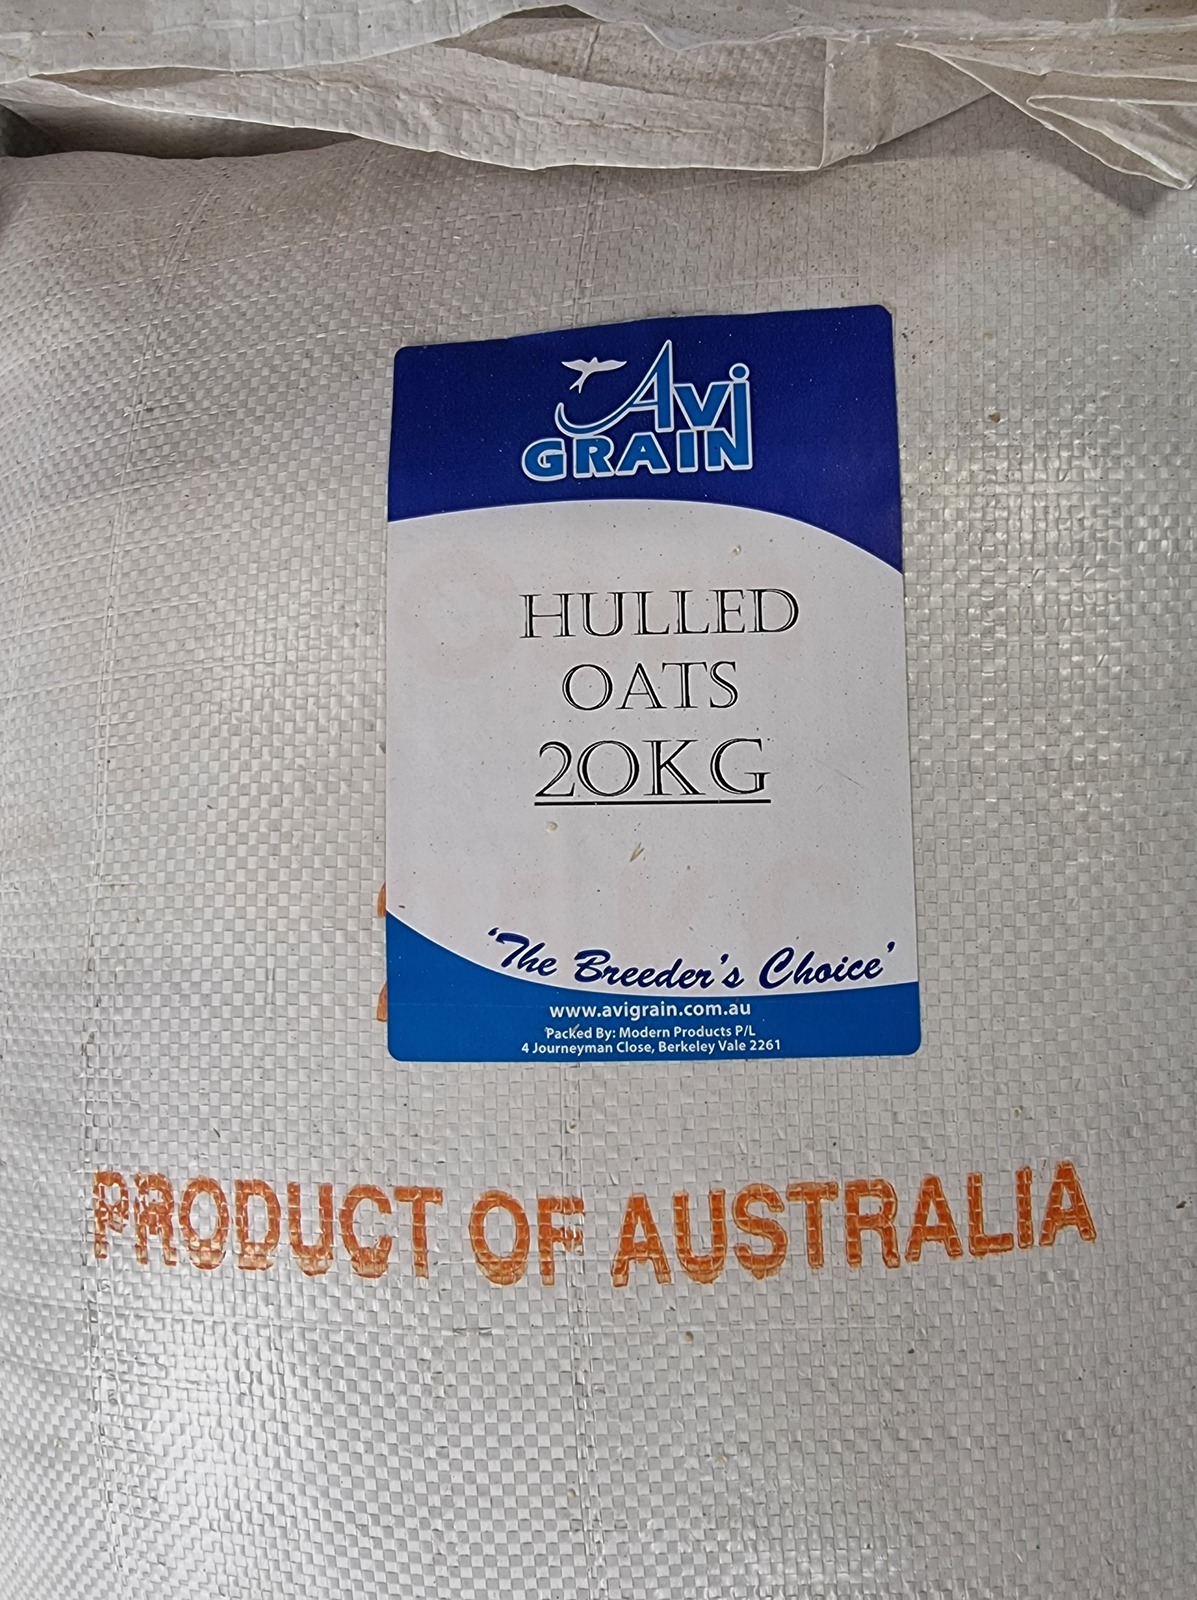 Avi
GRAIN
HULLED
OATS
20KG
'The Breeder's Choice'
www.avigrain.com.au
Packed By: Modern Products P/L
4 Journeyman Close, Berkeley Vale 2261
PRODUCT OF AUSTRALIA